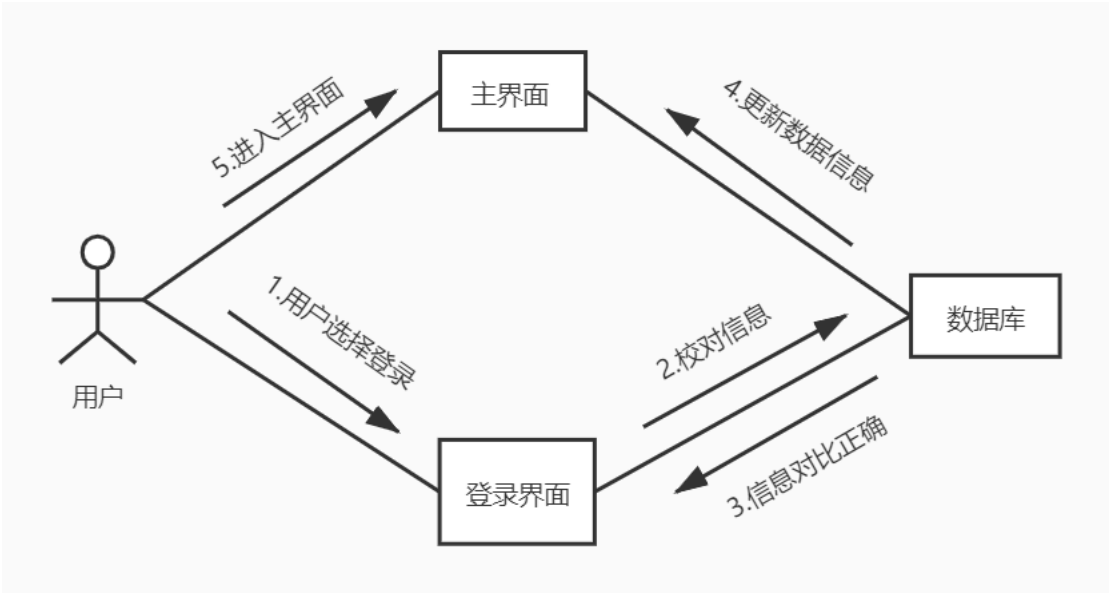 主界面
5.进入主界面
4.更新数据信息
1.用户选择登录
2.校对信息
数据库
用户
3.信息对比正确
登录界面